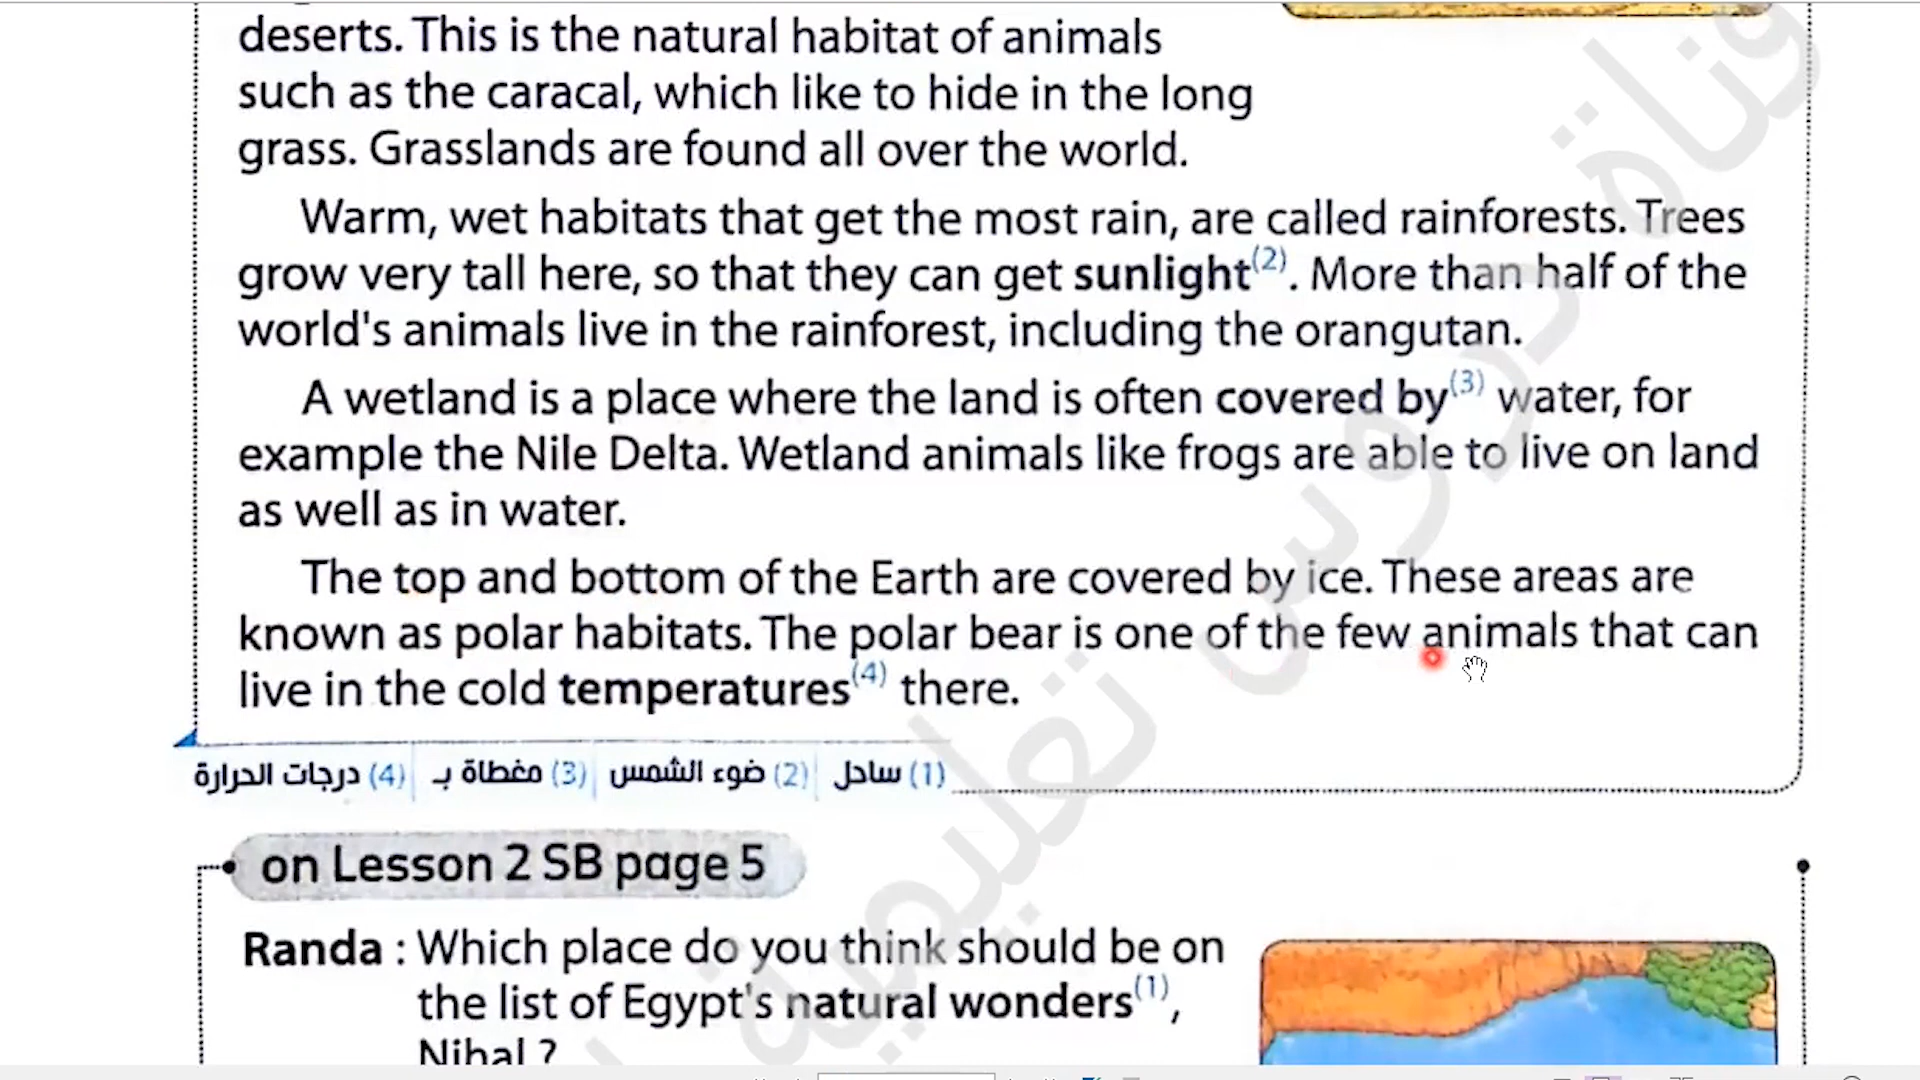 deserts. This is the natural habitat of animals
such as the caracal, which like to hide in the long
grass. Grasslands are found all over the world.
Warm, wet habitats that get the most rain, are called rainforests. Trees
grow very tall here, so that they can get sunlight(2). More than half of the
world's animals live in the rainforest, including the orangutan.
A wetland is a place where the land is often covered by(3) water, for
example the Nile Delta. Wetland animals like frogs are able to live on land
as well as in water.
The top and bottom of the Earth are covered by ice. These areas are
known as polar habitats. The polar bear is one of the few animals that can
live in the cold temperatures(4) there.
(1) ساحل (2) ضوء الشمس (3) مغطاة بـ (4) درجات الحرارة
on Lesson 2 SB page 5
Randa : Which place do you think should be on
the list of Egypt's natural wonders(1),
Nihal ?
قناة دروس تعليمية